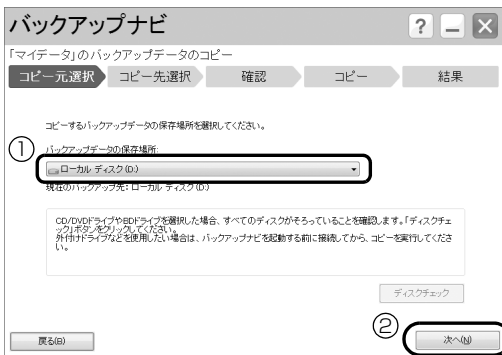 バックアップナビ
?
「マイデータ」のバックアップデータのコピー
コピー元選択 コピー先選択 確認 コピー 結果
コピーするバックアップデータの保存場所を選択してください。
①
バックアップデータの保存場所:
ローカル ディスク(D:)
現在のバックアップ先: ローカル ディスク(D:)
CD/DVDドライブやBDドライブを選択した場合、すべてのディスクがそろっていることを確認します。「ディスクチェ
ック」ボタンをクリックしてください。
外付けドライブなどを使用したい場合は、バックアップナビを起動する前に接続してから、コピーを実行してくださ
い。
ディスクチェック
②
戻る(B) 次へ(N)